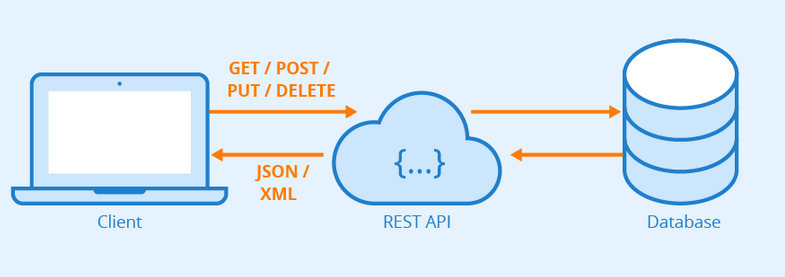 GET / POST /
PUT / DELETE
{...}
JSON /
XML
Client
REST API
Database